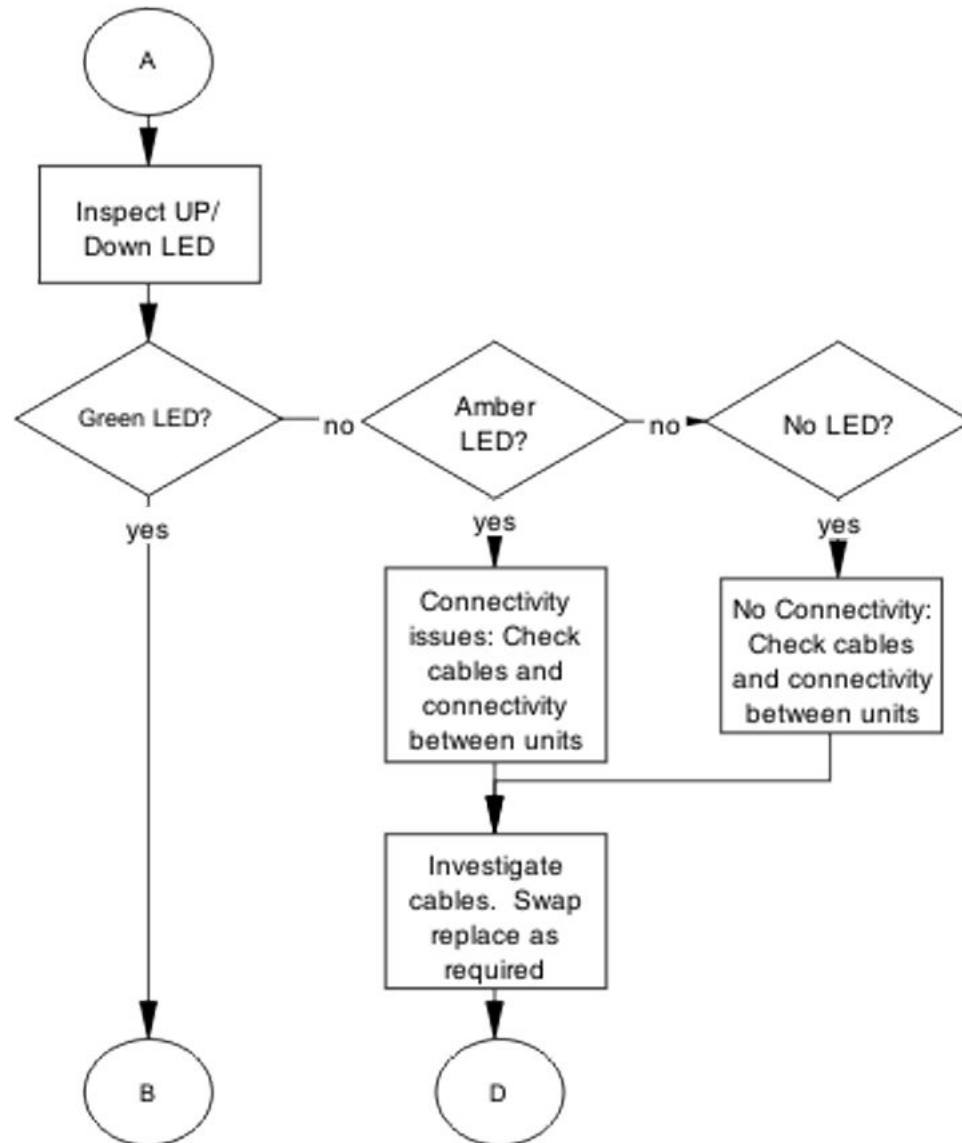 A
Inspect UP/
Down LED
Green LED?
no
Amber
LED?
no
No LED?
yes
yes
yes
Connectivity
issues: Check
cables and
connectivity
between units
No Connectivity:
Check cables
and connectivity
between units
Investigate
cables. Swap
replace as
required
B
D